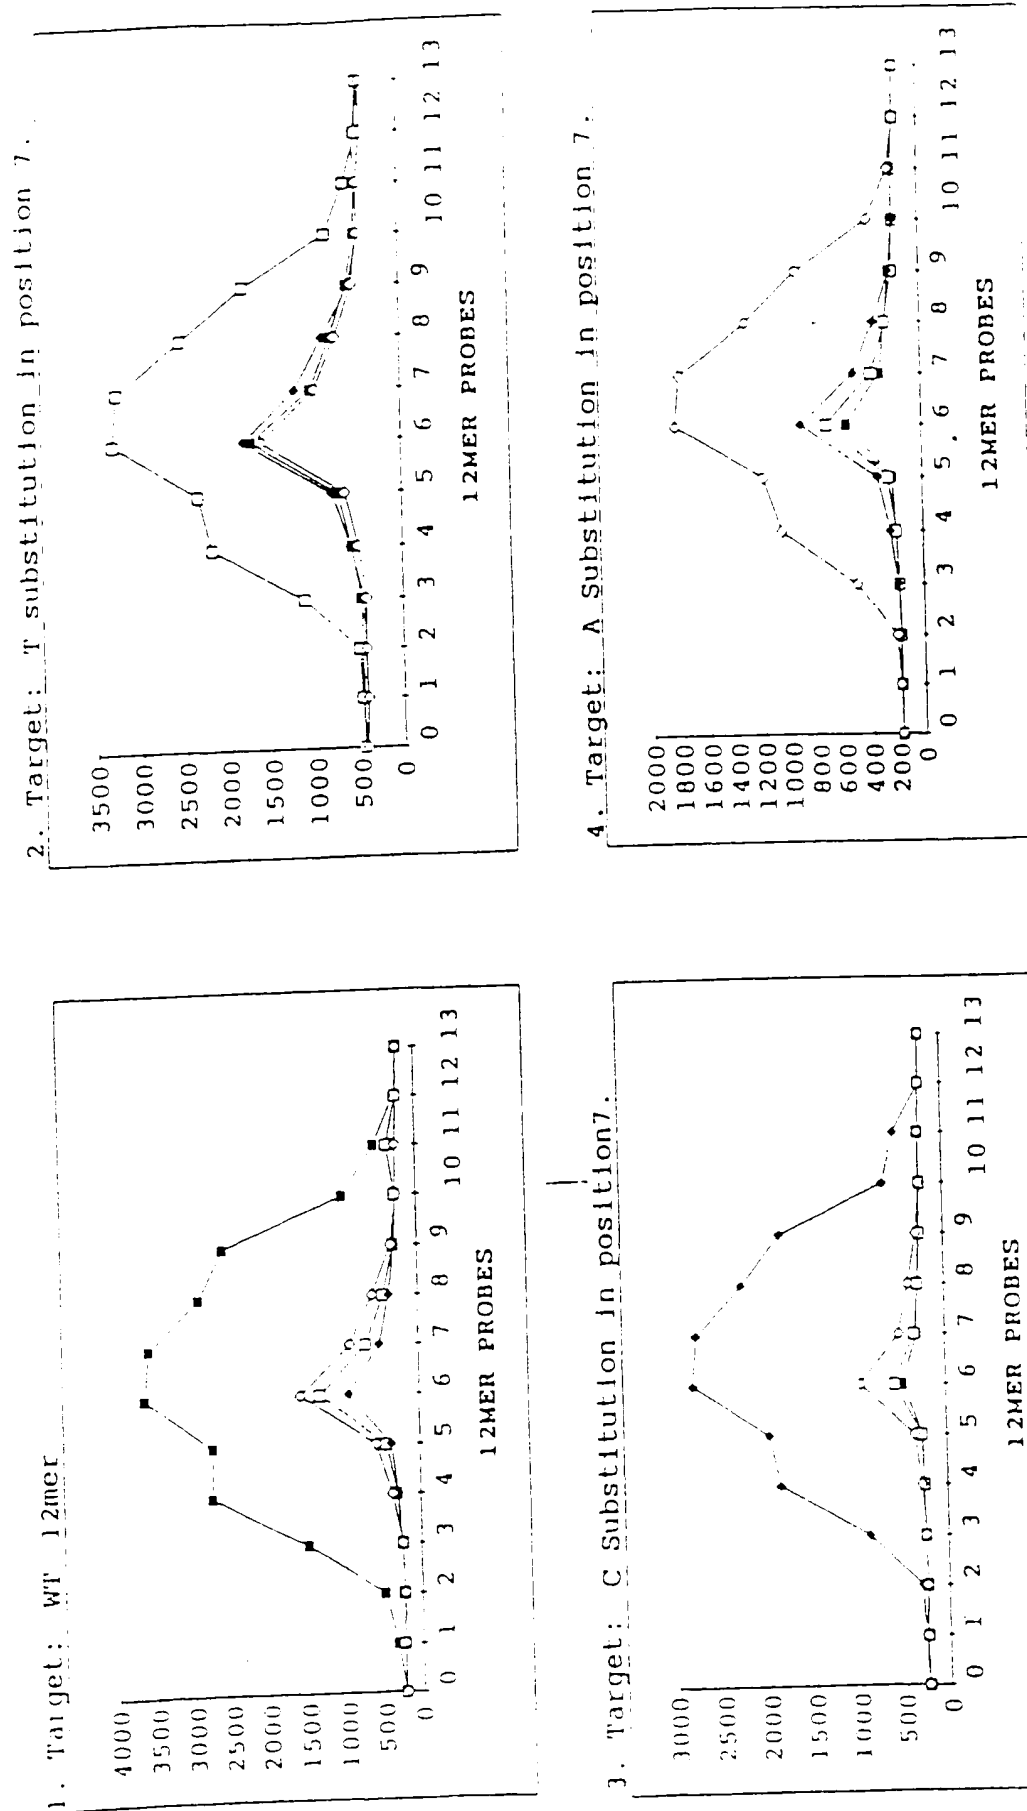 1. Target: WT 12mer
4000
3500
3000
2500
2000
1500
1000
500
0
0 1 2 3 4 5 6 7 8 9 10 11 12 13
12MER PROBES
2. Target: T substitution in position 7.
3500
3000
2500
2000
1500
1000
500
0
0 1 2 3 4 5 6 7 8 9 10 11 12 13
12MER PROBES
3. Target: C Substitution in position7.
3000
2500
2000
1500
1000
500
0
0 1 2 3 4 5 6 7 8 9 10 11 12 13
12MER PROBES
4. Target: A Substitution in position 7.
2000
1800
1600
1400
1200
1000
800
600
400
200
0
0 1 2 3 4 5 6 7 8 9 10 11 12 13
12MER PROBES